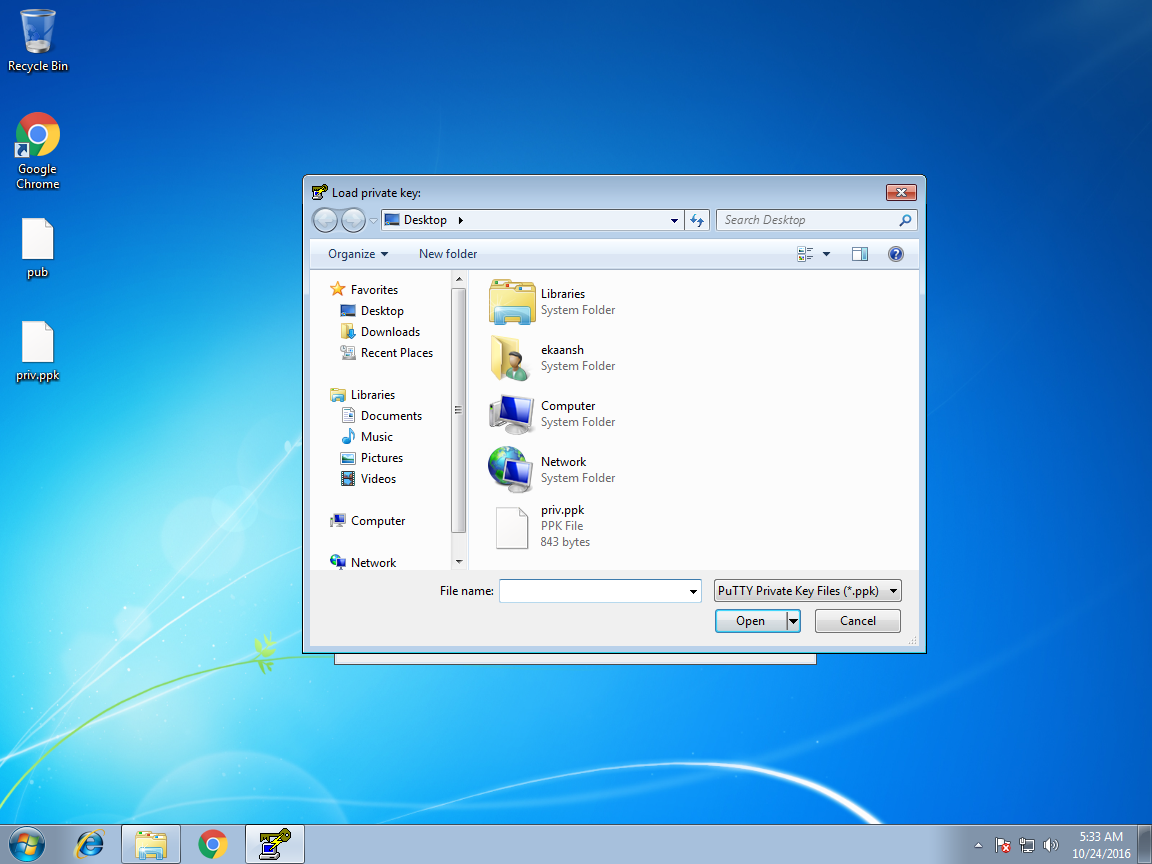 Recycle Bin
Google
Chrome
pub
priv.ppk
Load private key:
Desktop
Search Desktop
Organize
New folder
Favorites
Desktop
Downloads
Recent Places
Libraries
Documents
Music
Pictures
Videos
Computer
Network
Libraries
System Folder
ekaansh
System Folder
Computer
System Folder
Network
System Folder
priv.ppk
PPK File
843 bytes
File name:
PuTTY Private Key Files (*.ppk)
Open
Cancel
5:33 AM
10/24/2016